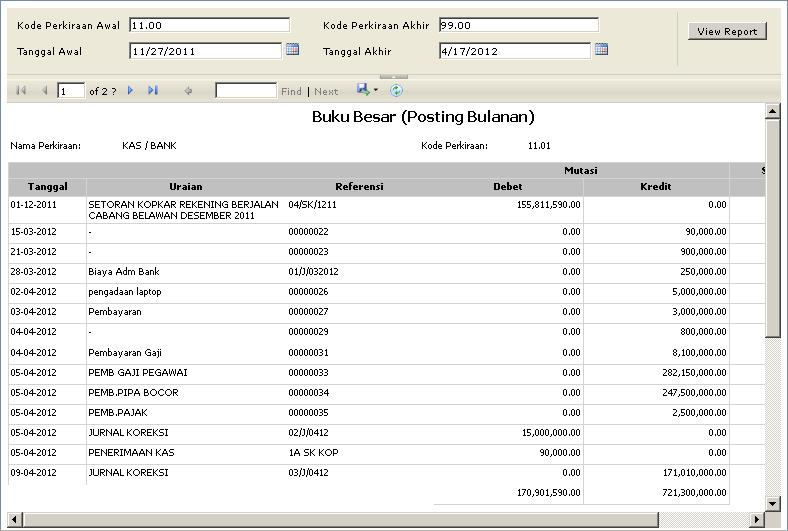 Kode Perkiraan Awal 11.00 Kode Perkiraan Akhir 99.00
View Report
Tanggal Awal 11/27/2011 Tanggal Akhir 4/17/2012
1 of 2 ? Find | Next
Buku Besar (Posting Bulanan)
Nama Perkiraan: KAS / BANK Kode Perkiraan: 11.01
Mutasi S
Tanggal Uraian Referensi Debet Kredit
01-12-2011 SETORAN KOPKAR REKENING BERJALAN 04/SK/1211 155,811,590.00 0.00
CABANG BELAWAN DESEMBER 2011
15-03-2012 - 00000022 0.00 90,000.00
21-03-2012 - 00000023 0.00 900,000.00
28-03-2012 Biaya Adm Bank 01/J/032012 0.00 250,000.00
02-04-2012 pengadaan laptop 00000026 0.00 5,000,000.00
03-04-2012 Pembayaran 00000027 0.00 3,000,000.00
04-04-2012 - 00000029 0.00 800,000.00
04-04-2012 Pembayaran Gaji 00000031 0.00 8,100,000.00
05-04-2012 PEMB GAJI PEGAWAI 00000033 0.00 282,150,000.00
05-04-2012 PEMB.PIPA BOCOR 00000034 0.00 247,500,000.00
05-04-2012 PEMB.PAJAK 00000035 0.00 2,500,000.00
05-04-2012 JURNAL KOREKSI 02/J/0412 15,000,000.00 0.00
05-04-2012 PENERIMAAN KAS 1A SK KOP 90,000.00 0.00
09-04-2012 JURNAL KOREKSI 03/J/0412 0.00 171,010,000.00
170,901,590.00 721,300,000.00